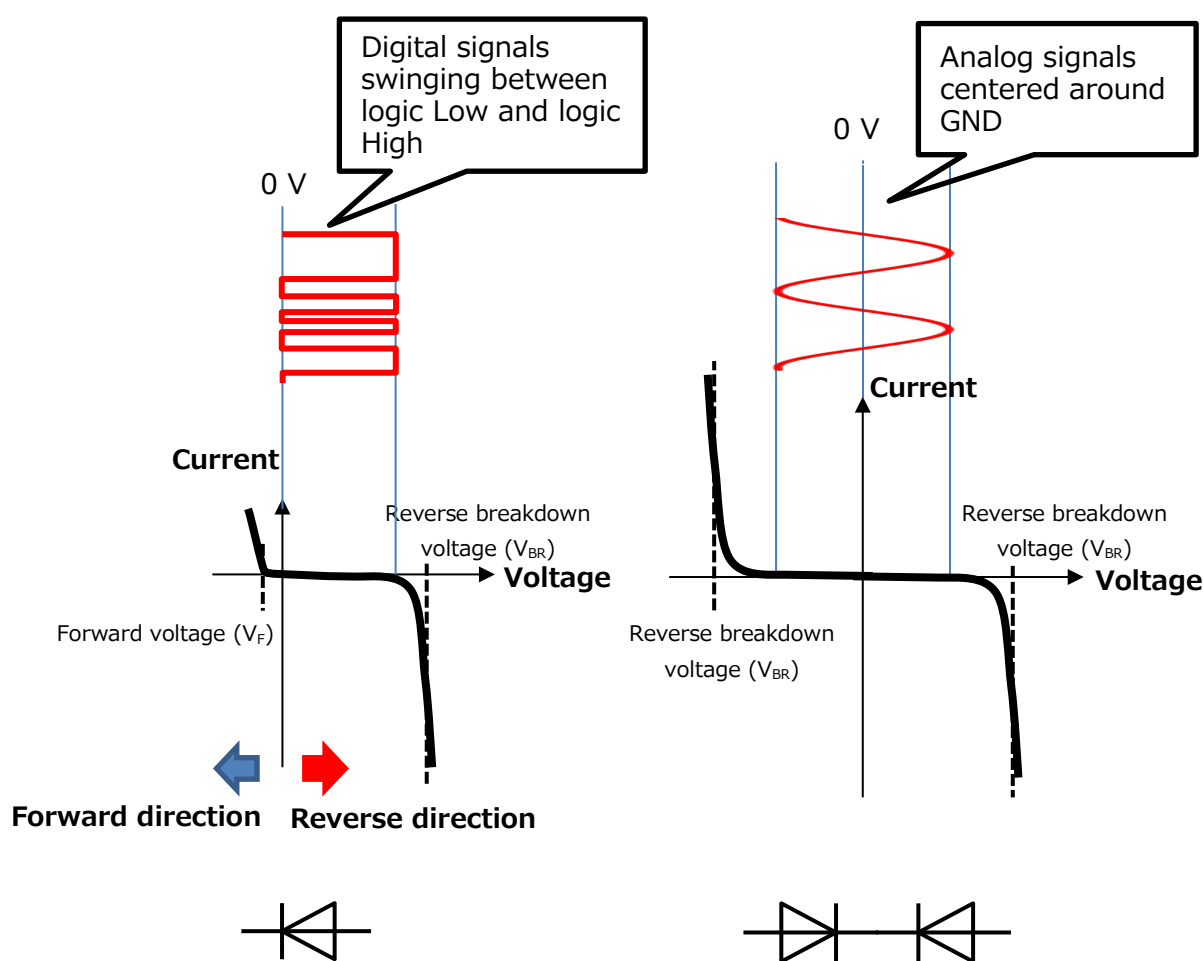 Digital signals
swinging between
logic Low and logic
High
0 V
Current
Reverse breakdown
voltage (VBR)
Voltage
Forward voltage (VF)
Forward direction
Reverse direction
Analog signals
centered around
GND
0 V
Current
Reverse breakdown
voltage (VBR)
Voltage
Reverse breakdown
voltage (VBR)